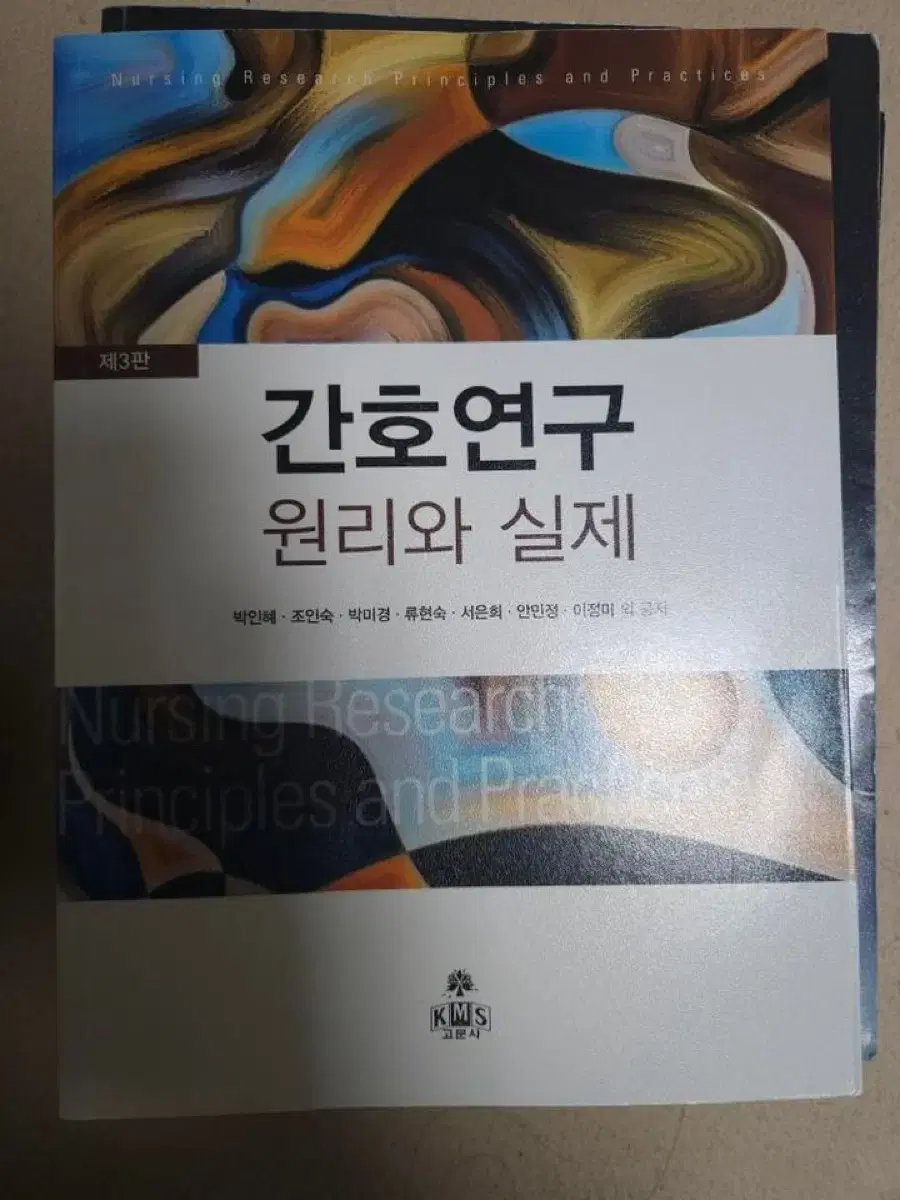 Nursing Research Principles and Practices
제3판
간호연구
원리와 실제
박인혜 · 조인숙 · 박미경 · 류현숙 · 서은희 · 안민정 · 이정미 외 공저
Nursing Research
Principles and Practices
KMS
고문사